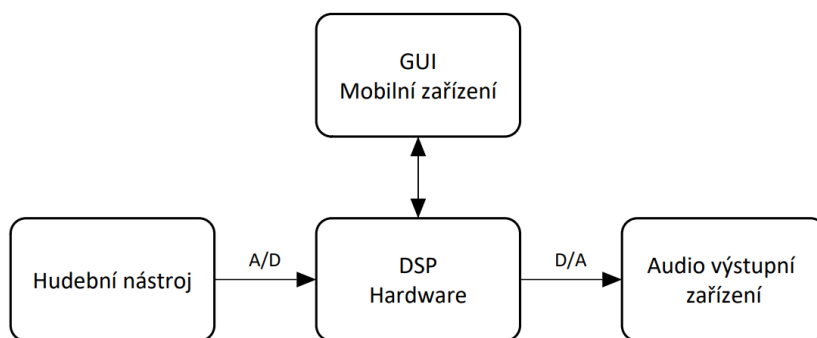 GUI
Mobilní zařízení
Hudební nástroj
A/D
DSP
Hardware
D/A
Audio výstupní
zařízení